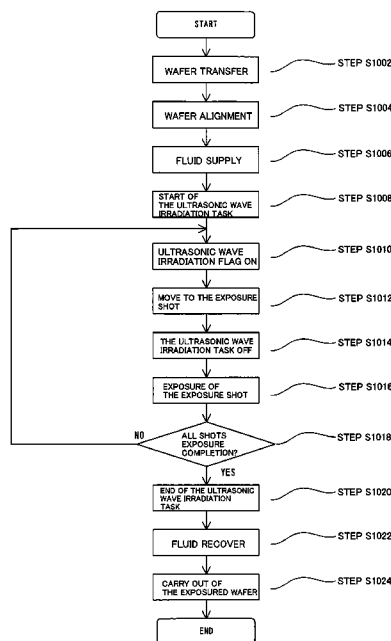 START
WAFER TRANSFER
STEP S1002
WAFER ALIGNMENT
STEP S1004
FLUID SUPPLY
STEP S1006
START OF
THE ULTRASONIC WAVE
IRRADIATION TASK
STEP S1008
ULTRASONIC WAVE
IRRADIATION FLAG ON
STEP S1010
MOVE TO THE EXPOSURE
SHOT
STEP S1012
THE ULTRASONIC WAVE
IRRADIATION TASK OFF
STEP S1014
EXPOSURE OF
THE EXPOSURE SHOT
STEP S1016
NO
ALL SHOTS
EXPOSURE
COMPLETION?
STEP S1018
YES
END OF THE ULTRASONIC
WAVE IRRADIATION
TASK
STEP S1020
FLUID RECOVER
STEP S1022
CARRY OUT OF
THE EXPOSURED WAFER
STEP S1024
END